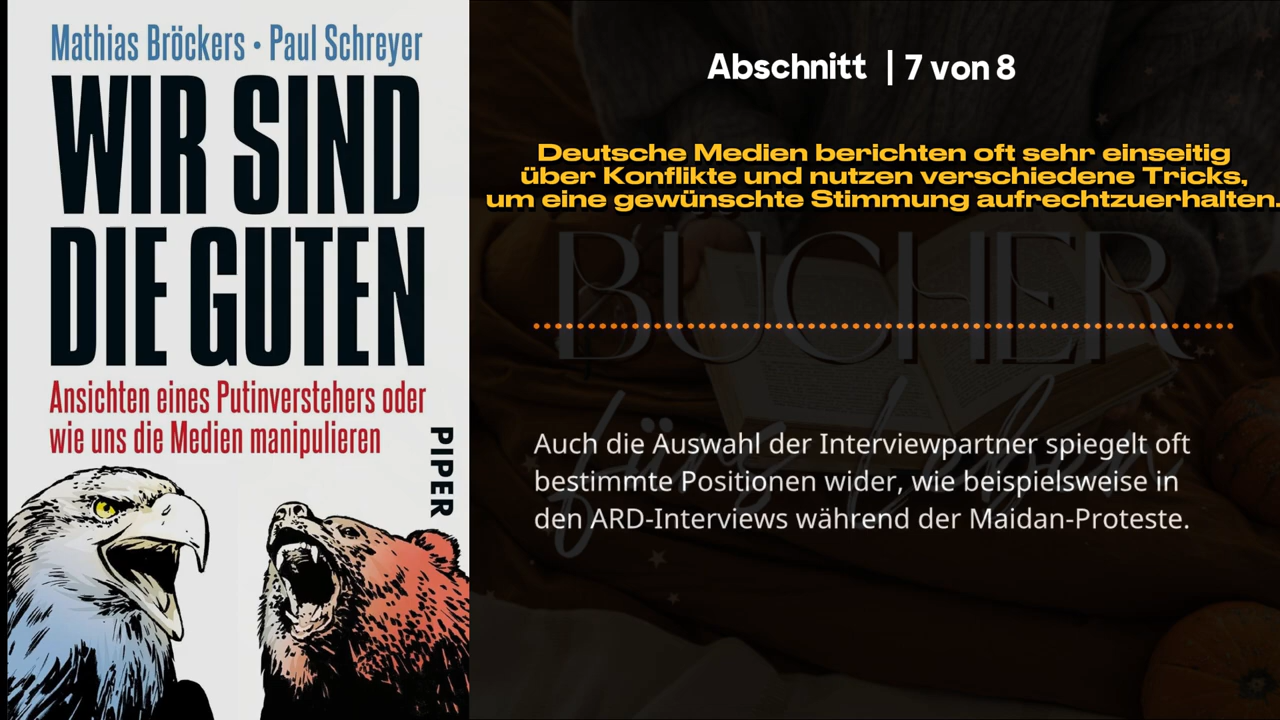 Mathias Bröckers • Paul Schreyer
WIR SIND
DIE GUTEN
Ansichten eines Putinverstehers oder
wie uns die Medien manipulieren
PIPER
Abschnitt | 7 von 8
Deutsche Medien berichten oft sehr einseitig
über Konflikte und nutzen verschiedene Tricks,
um eine gewünschte Stimmung aufrechtzuerhalten.
BÜCHER
fürs Leben
Auch die Auswahl der Interviewpartner spiegelt oft
bestimmte Positionen wider, wie beispielsweise in
den ARD-Interviews während der Maidan-Proteste.